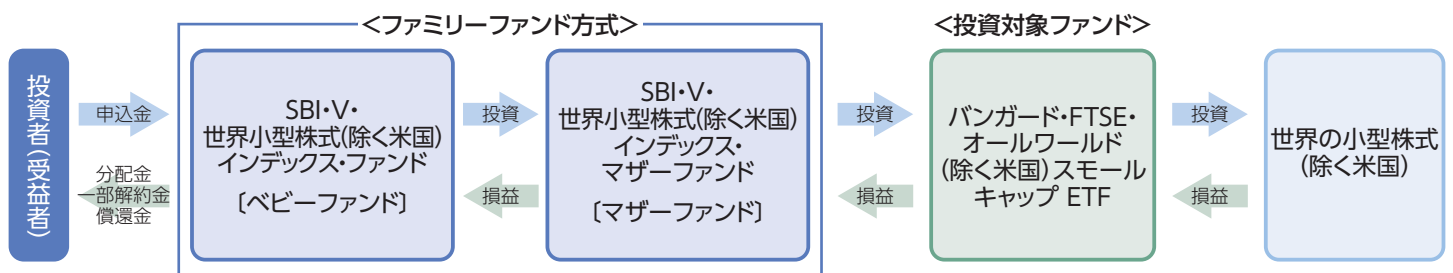 <ファミリーファンド方式>
<投資対象ファンド>
投資者(受益者)
申込金
分配金
一部解約金
償還金
SBI・V・
世界小型株式(除く米国)
インデックス・ファンド
〔ベビーファンド〕
投資
損益
SBI・V・
世界小型株式(除く米国)
インデックス・
マザーファンド
〔マザーファンド〕
投資
損益
バンガード・FTSE・
オールワールド
(除く米国)スモール
キャップ ETF
投資
損益
世界の小型株式
(除く米国)